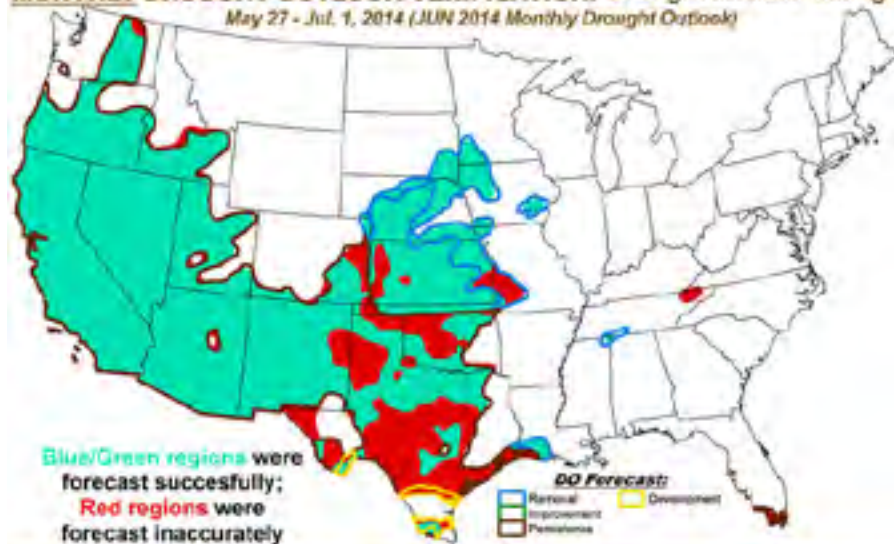 May 27 - Jul. 1, 2014 (JUN 2014 Monthly Drought Outlook)
Blue/Green regions were
forecast succesfully;
Red regions were
forecast inaccurately
DO Forecast:
Removal
Development
Improvement
Persistence